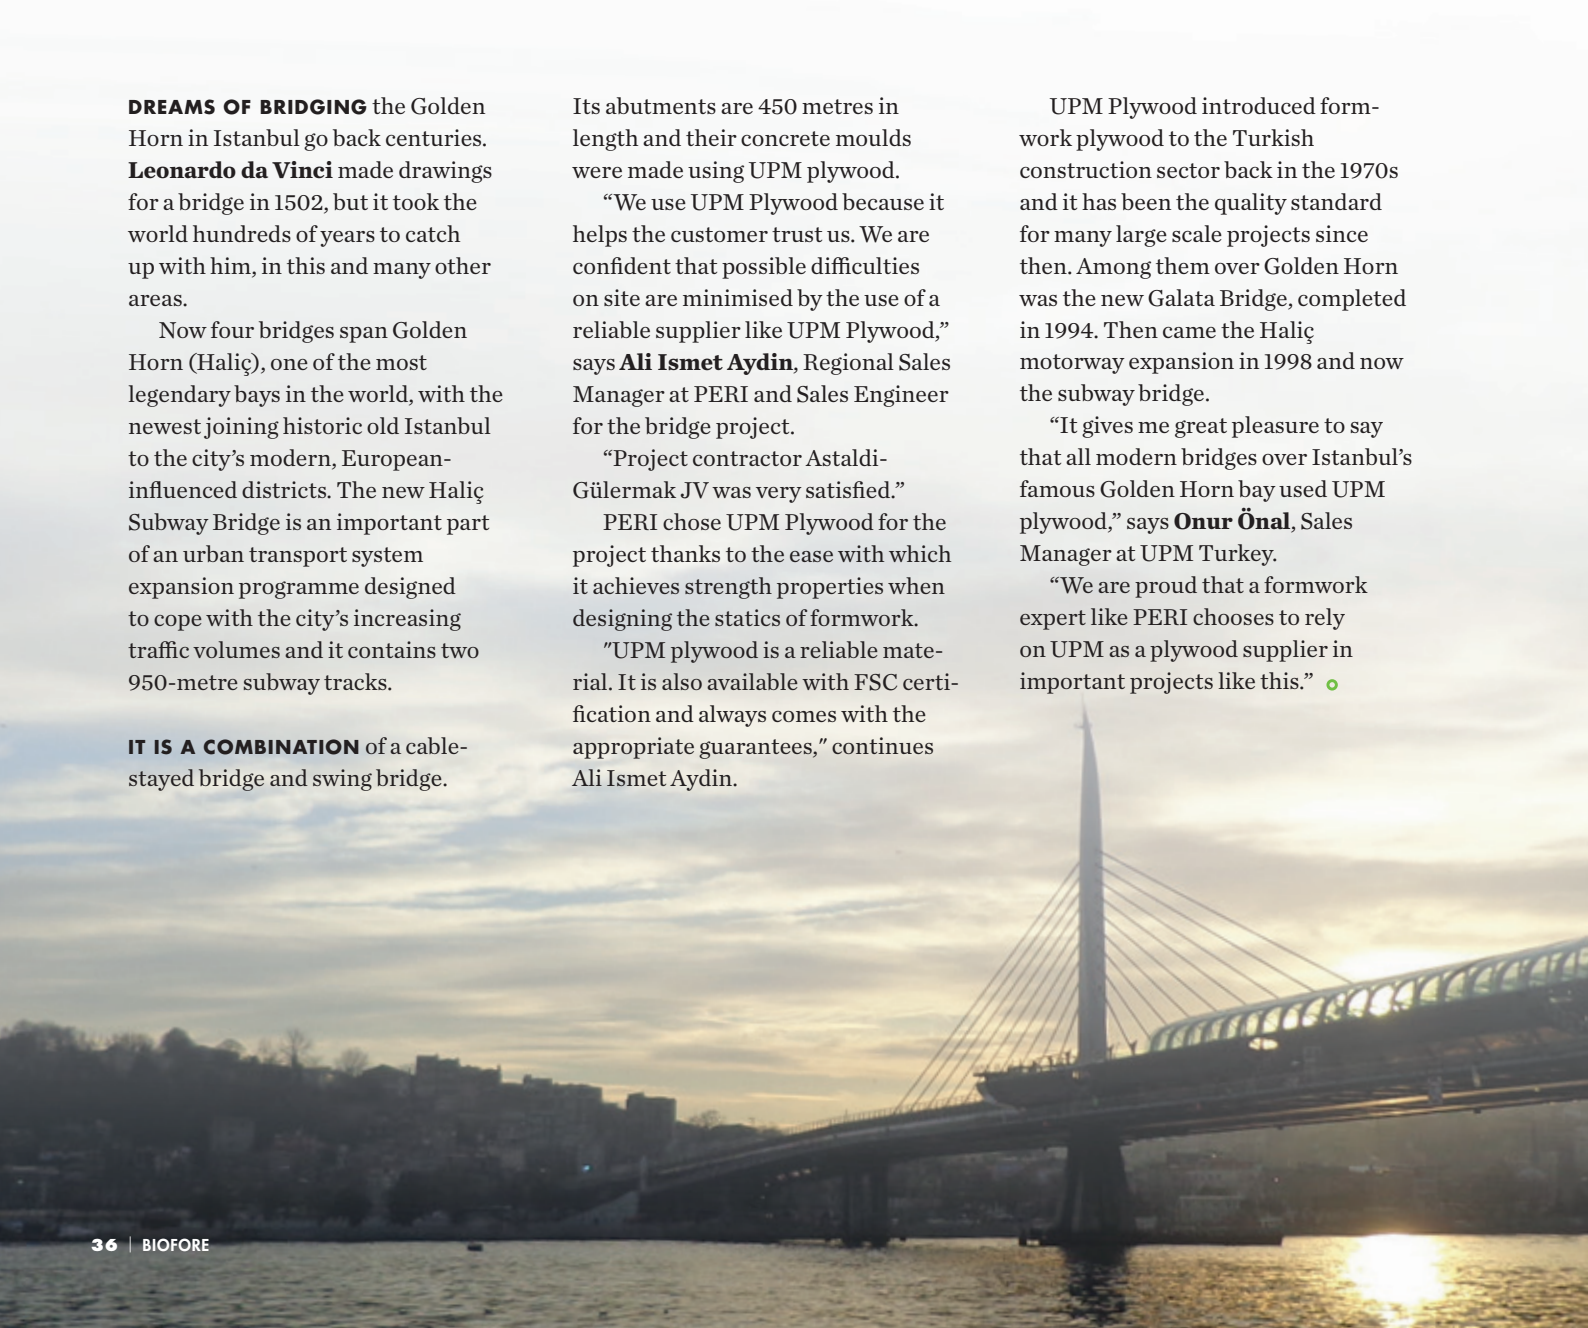 DREAMS OF BRIDGING the Golden
Horn in Istanbul go back centuries.
Leonardo da Vinci made drawings
for a bridge in 1502, but it took the
world hundreds of years to catch
up with him, in this and many other
areas.
Now four bridges span Golden
Horn (Haliç), one of the most
legendary bays in the world, with the
newest joining historic old Istanbul
to the city’s modern, European-
influenced districts. The new Haliç
Subway Bridge is an important part
of an urban transport system
expansion programme designed
to cope with the city’s increasing
traffic volumes and it contains two
950-metre subway tracks.
IT IS A COMBINATION of a cable-
stayed bridge and swing bridge.
Its abutments are 450 metres in
length and their concrete moulds
were made using UPM plywood.
“We use UPM Plywood because it
helps the customer trust us. We are
confident that possible difficulties
on site are minimised by the use of a
reliable supplier like UPM Plywood,”
says Ali Ismet Aydin, Regional Sales
Manager at PERI and Sales Engineer
for the bridge project.
“Project contractor Astaldi-
Gülermak JV was very satisfied.”
PERI chose UPM Plywood for the
project thanks to the ease with which
it achieves strength properties when
designing the statics of formwork.
"UPM plywood is a reliable mate-
rial. It is also available with FSC certi-
fication and always comes with the
appropriate guarantees," continues
Ali Ismet Aydin.
UPM Plywood introduced form-
work plywood to the Turkish
construction sector back in the 1970s
and it has been the quality standard
for many large scale projects since
then. Among them over Golden Horn
was the new Galata Bridge, completed
in 1994. Then came the Haliç
motorway expansion in 1998 and now
the subway bridge.
“It gives me great pleasure to say
that all modern bridges over Istanbul’s
famous Golden Horn bay used UPM
plywood,” says Onur Önal, Sales
Manager at UPM Turkey.
“We are proud that a formwork
expert like PERI chooses to rely
on UPM as a plywood supplier in
important projects like this.”
36 | BIOFORE